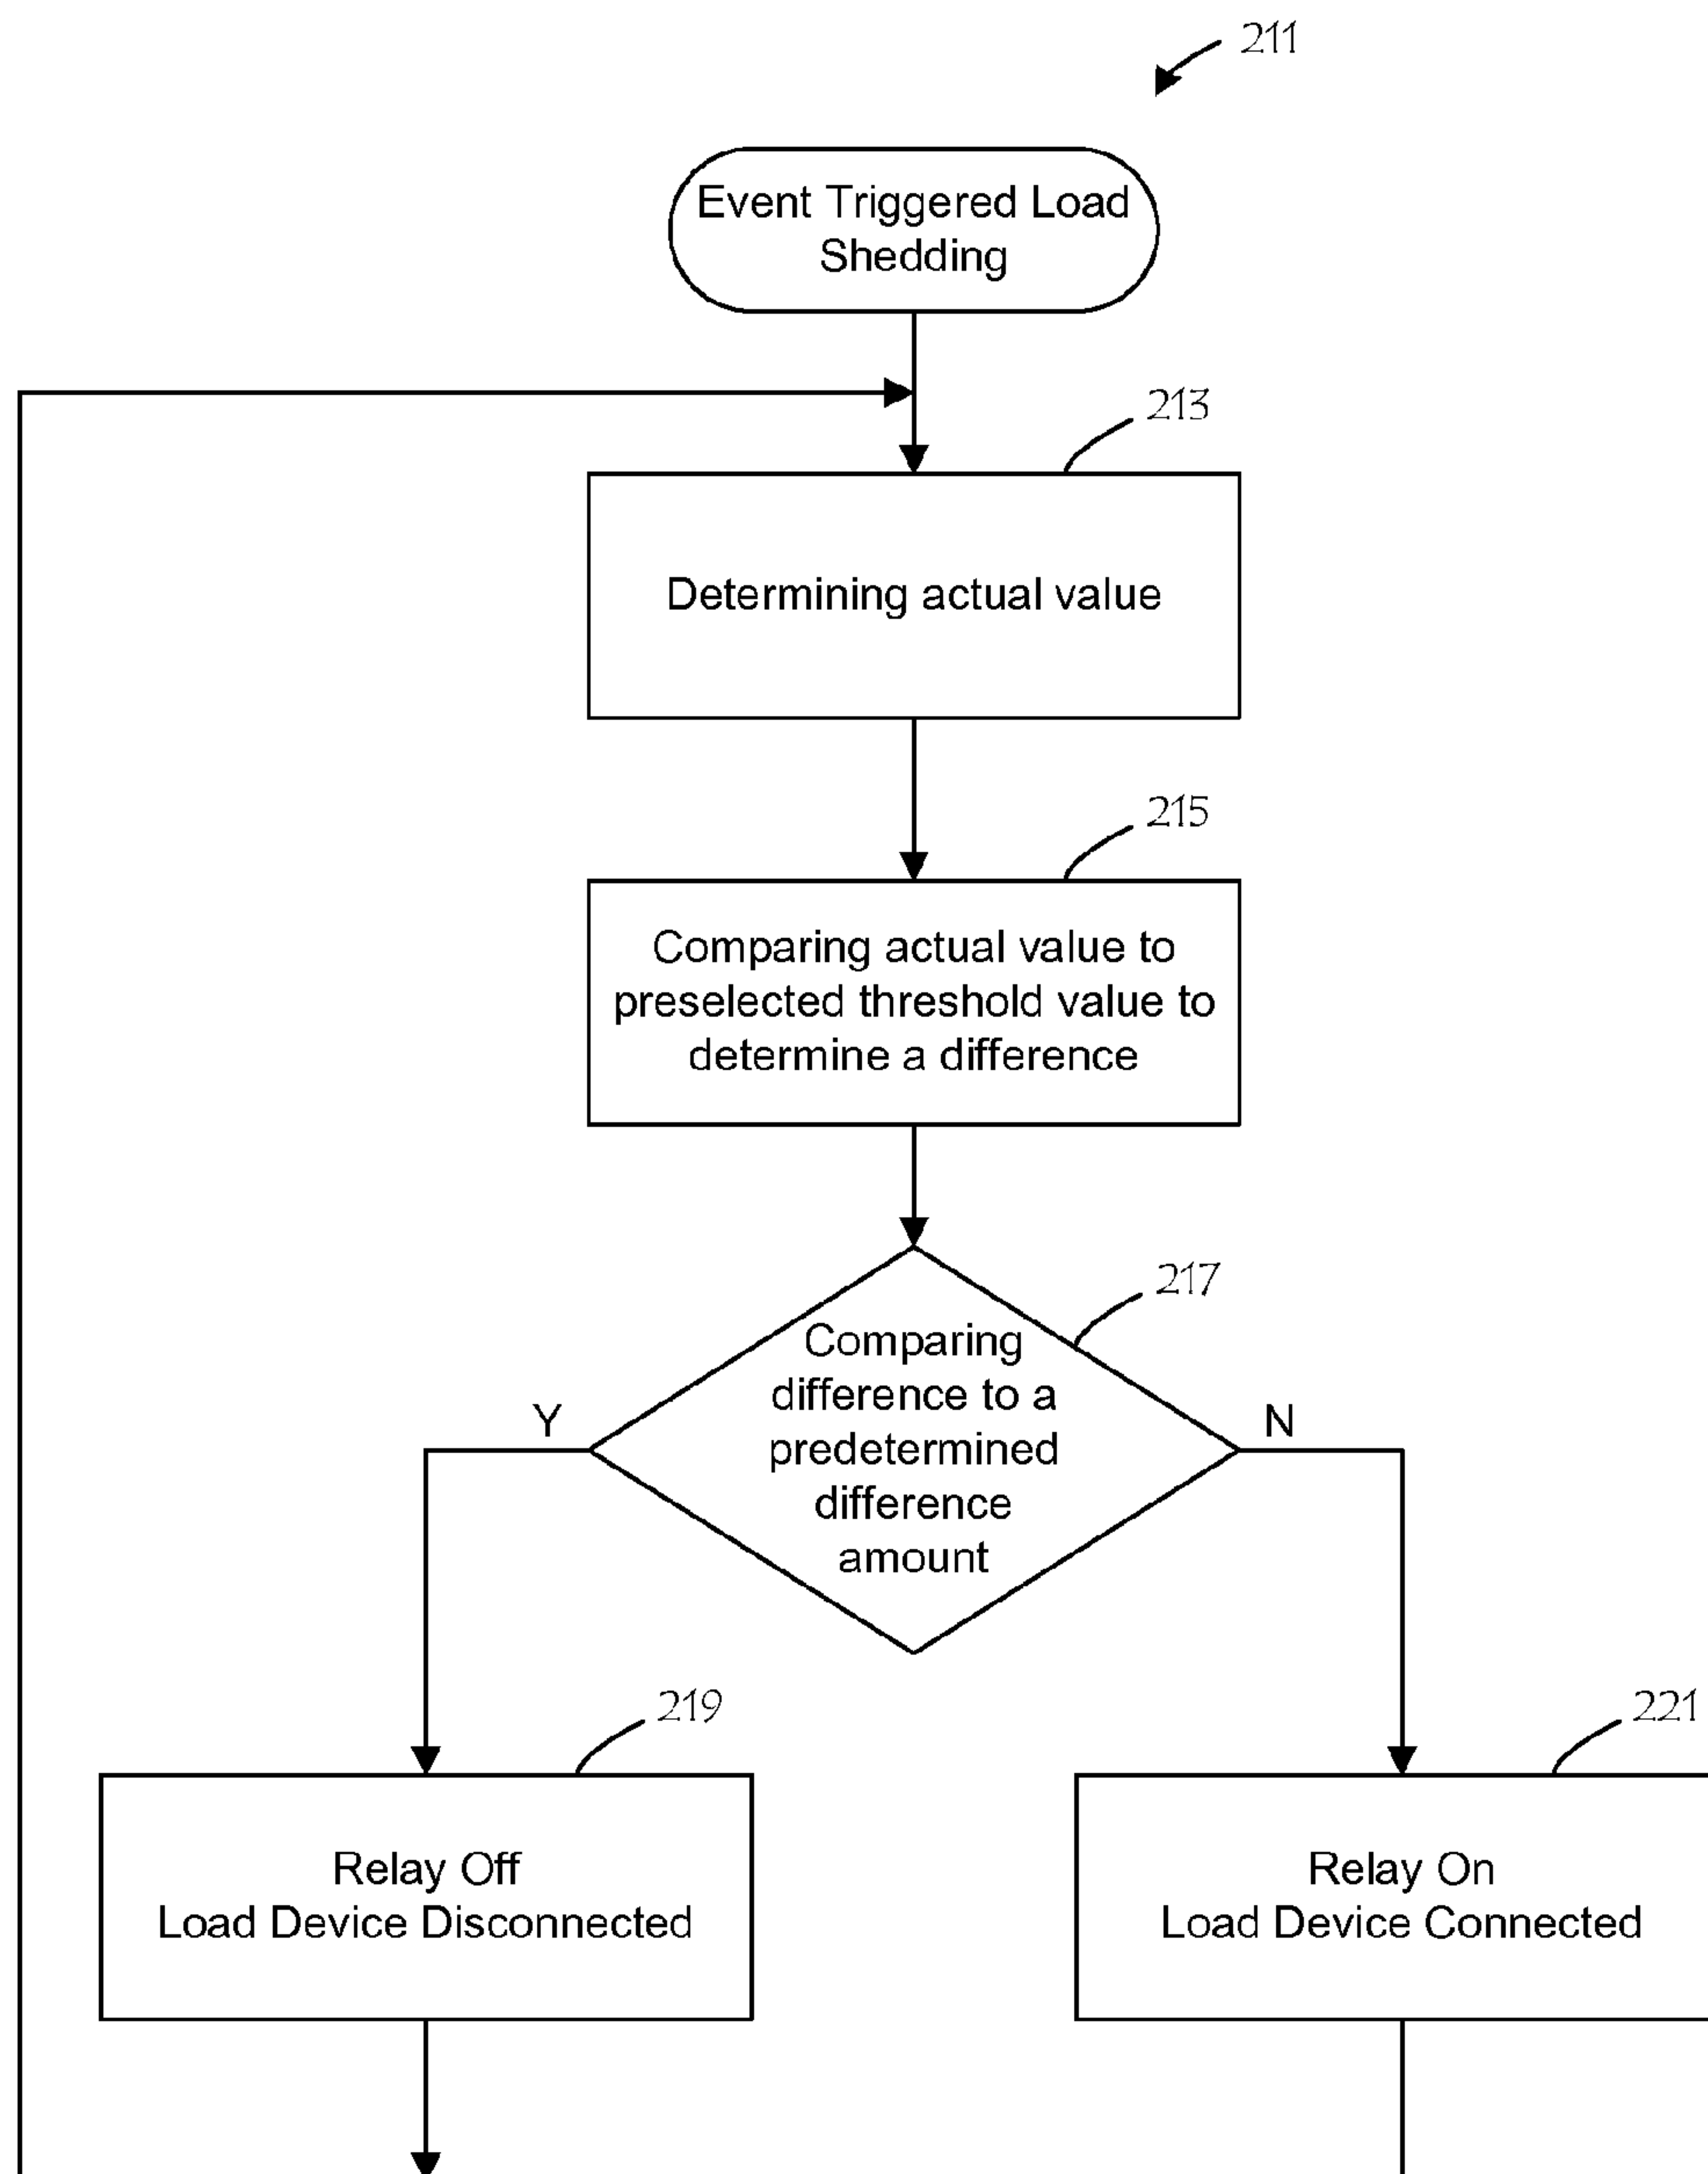 211
Event Triggered Load
Shedding
213
Determining actual value
215
Comparing actual value to
preselected threshold value to
determine a difference
217
Comparing
difference to a
predetermined
difference
amount
Y
N
219
Relay Off
Load Device Disconnected
221
Relay On
Load Device Connected